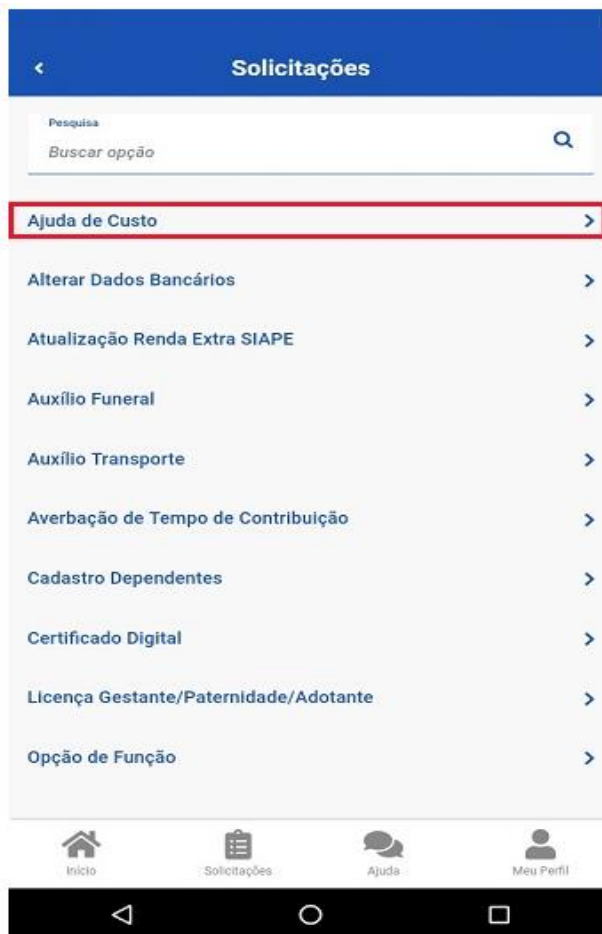 Solicitações
Pesquisa
Buscar opção
Ajuda de Custo
Alterar Dados Bancários
Atualização Renda Extra SIAPE
Auxílio Funeral
Auxílio Transporte
Averbação de Tempo de Contribuição
Cadastro Dependentes
Certificado Digital
Licença Gestante/Paternidade/Adotante
Opção de Função
Início Solicitações Ajuda Meu Perfil